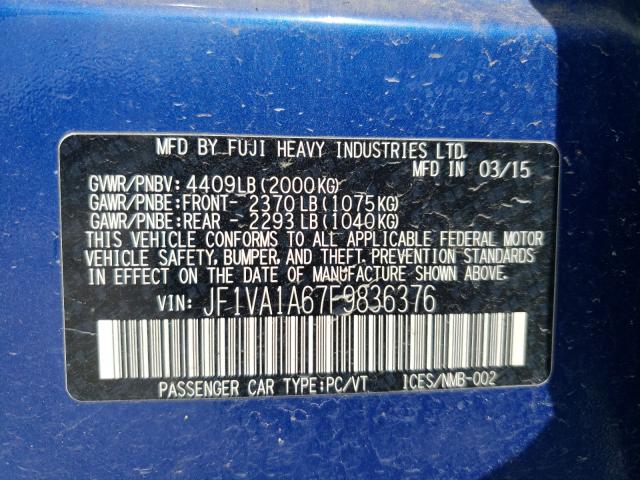 MFD BY FUJI HEAVY INDUSTRIES LTD.
MFD IN 03/15
GVWR/PNBV: 4409LB(2000KG)
GAWR/PNBE:FRONT- 2370LB(1075KG)
GAWR/PNBE:REAR - 2293LB(1040KG)
THIS VEHICLE CONFORMS TO ALL APPLICABLE FEDERAL MOTOR
VEHICLE SAFETY, BUMPER, AND THEFT PREVENTION STANDARDS
IN EFFECT ON THE DATE OF MANUFACTURE SHOWN ABOVE.
VIN: JF1VA1A67F9836376
PASSENGER CAR TYPE:PC/VT ICES/NMB-002